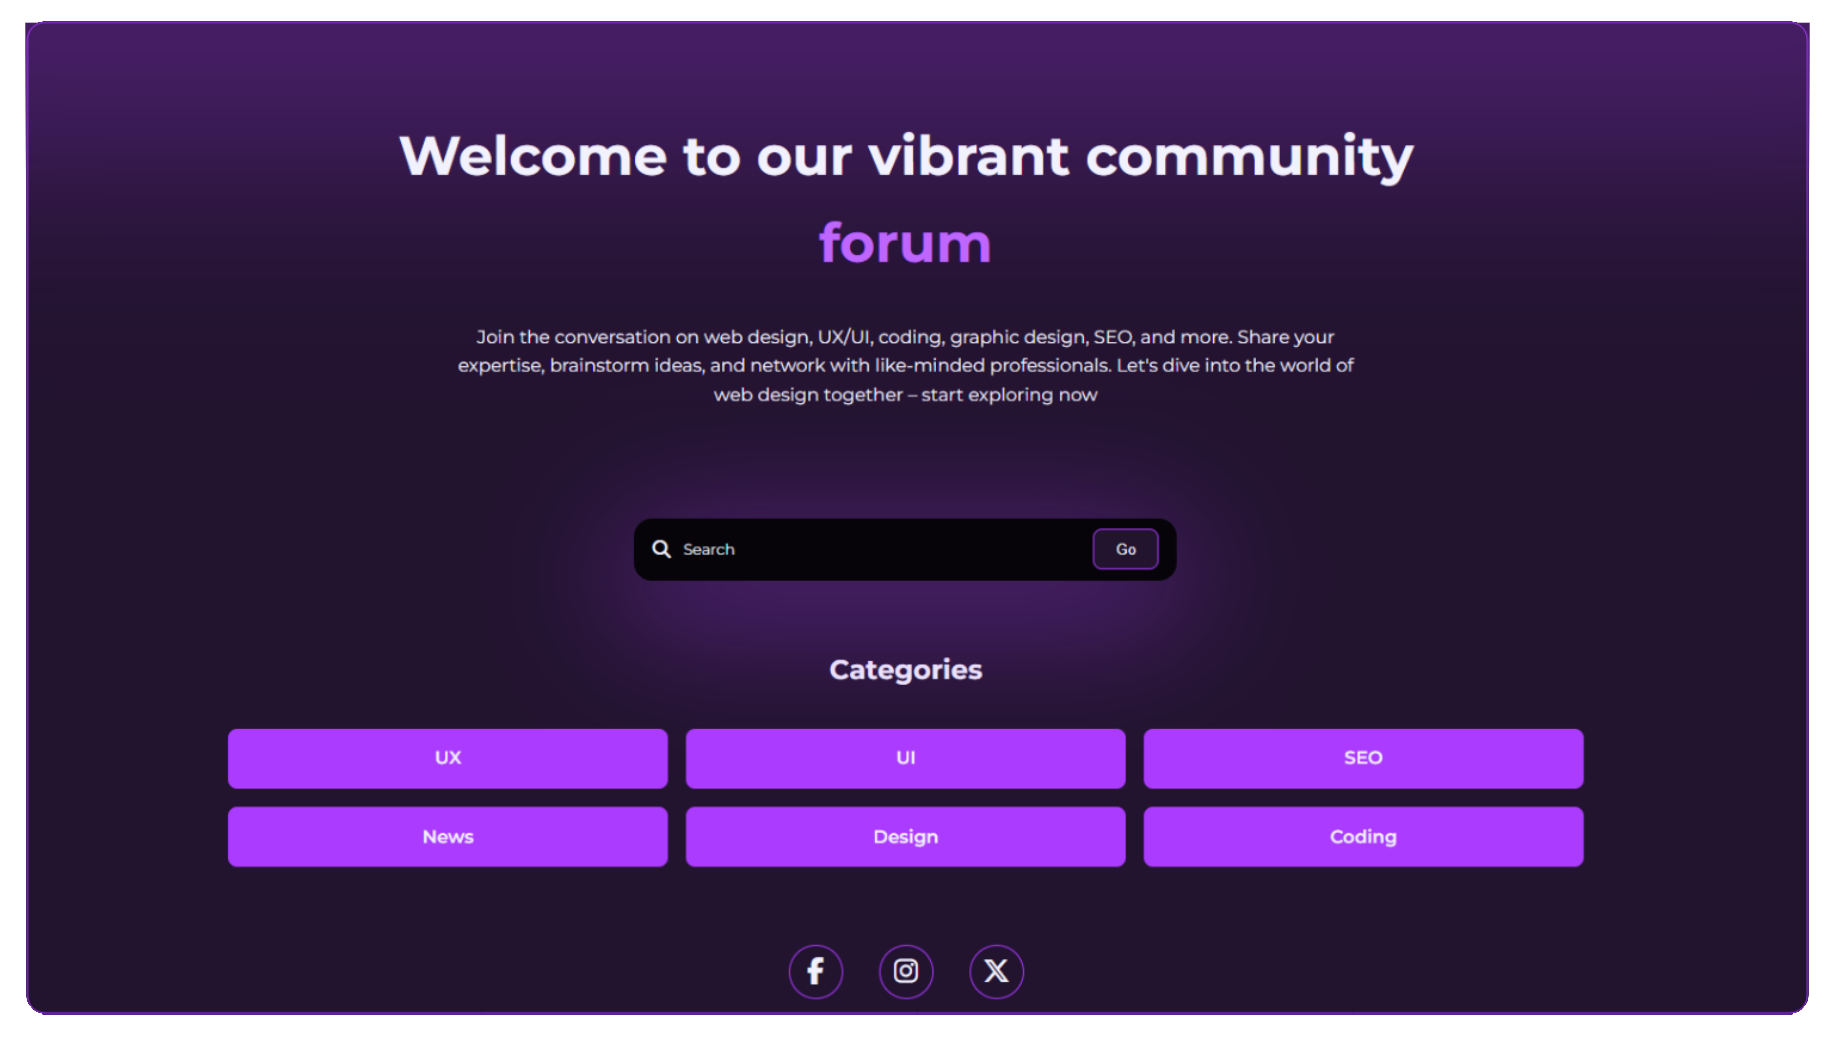 Welcome to our vibrant community
forum
Join the conversation on web design, UX/UI, coding, graphic design, SEO, and more. Share your
expertise, brainstorm ideas, and network with like-minded professionals. Let's dive into the world of
web design together – start exploring now
Search
Go
Categories
UX
UI
SEO
News
Design
Coding